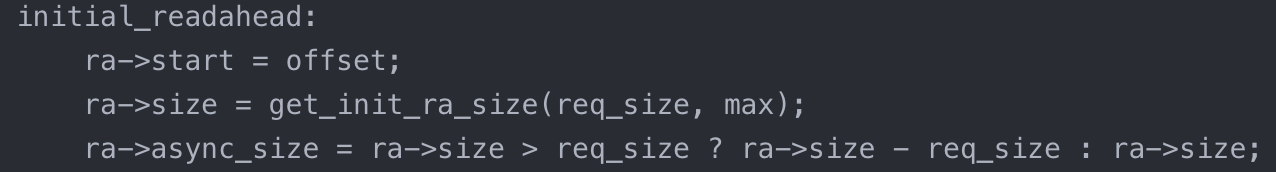 initial_readahead:
    ra->start = offset;
    ra->size = get_init_ra_size(req_size, max);
    ra->async_size = ra->size > req_size ? ra->size - req_size : ra->size;